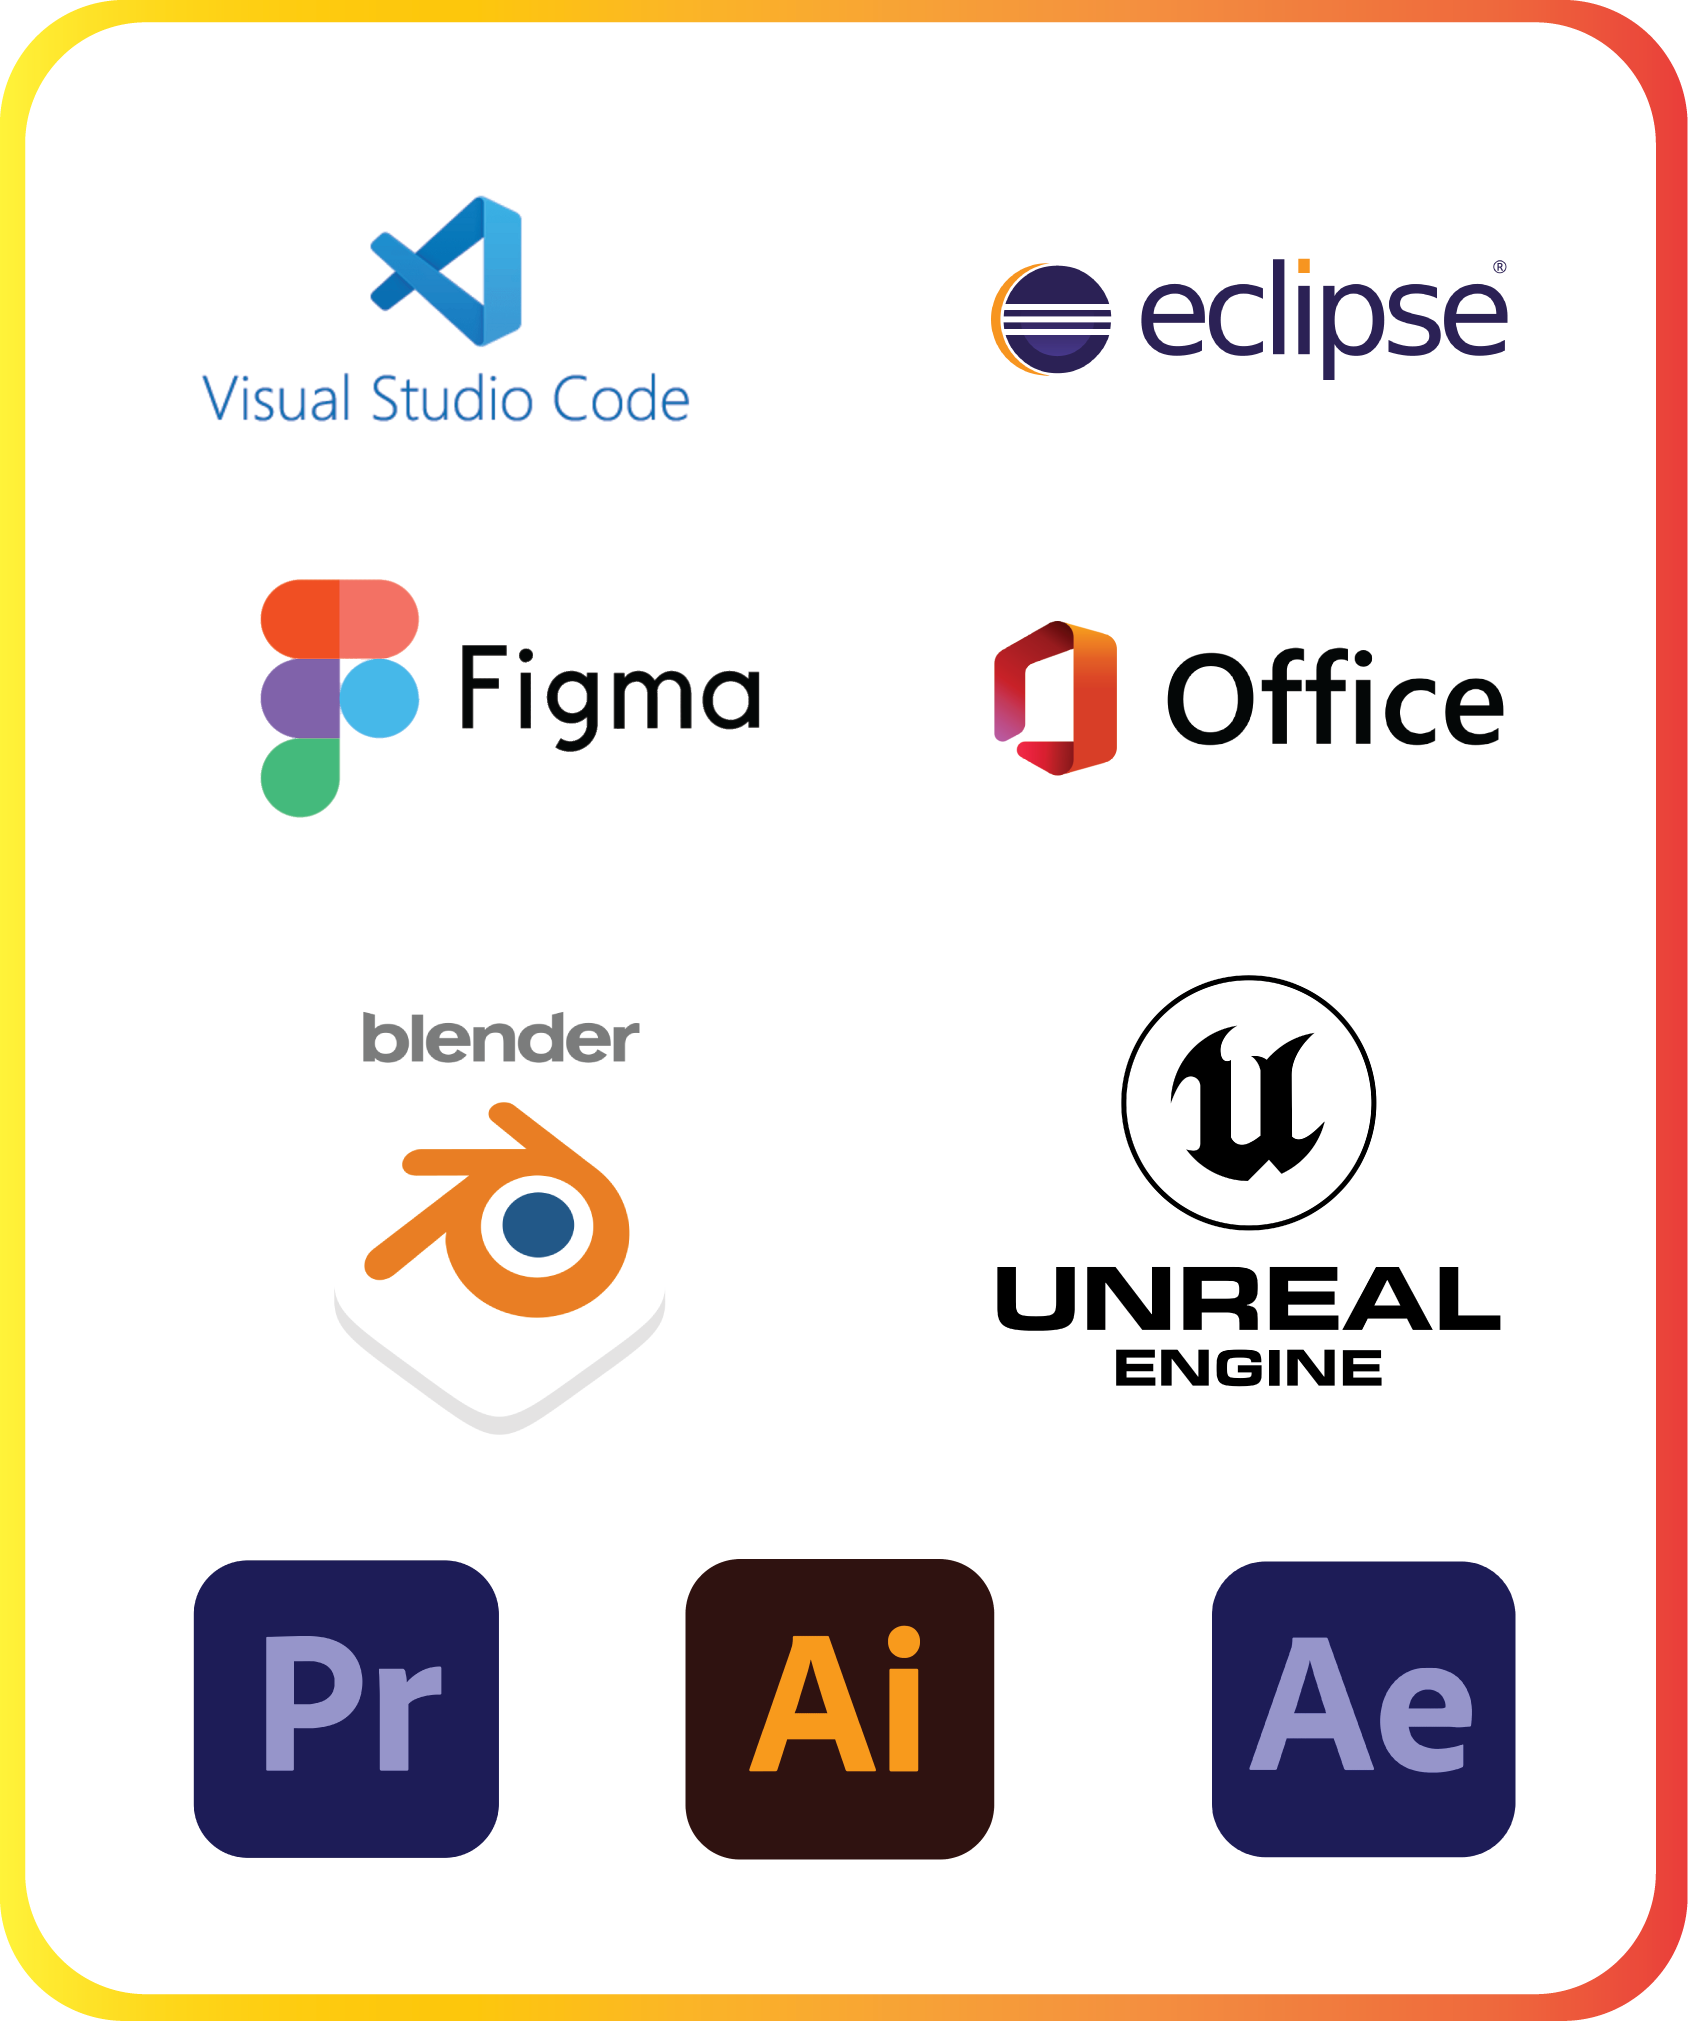 Visual Studio Code
eclipse®
Figma
Office
blender
UNREAL
ENGINE
Pr
Ai
Ae